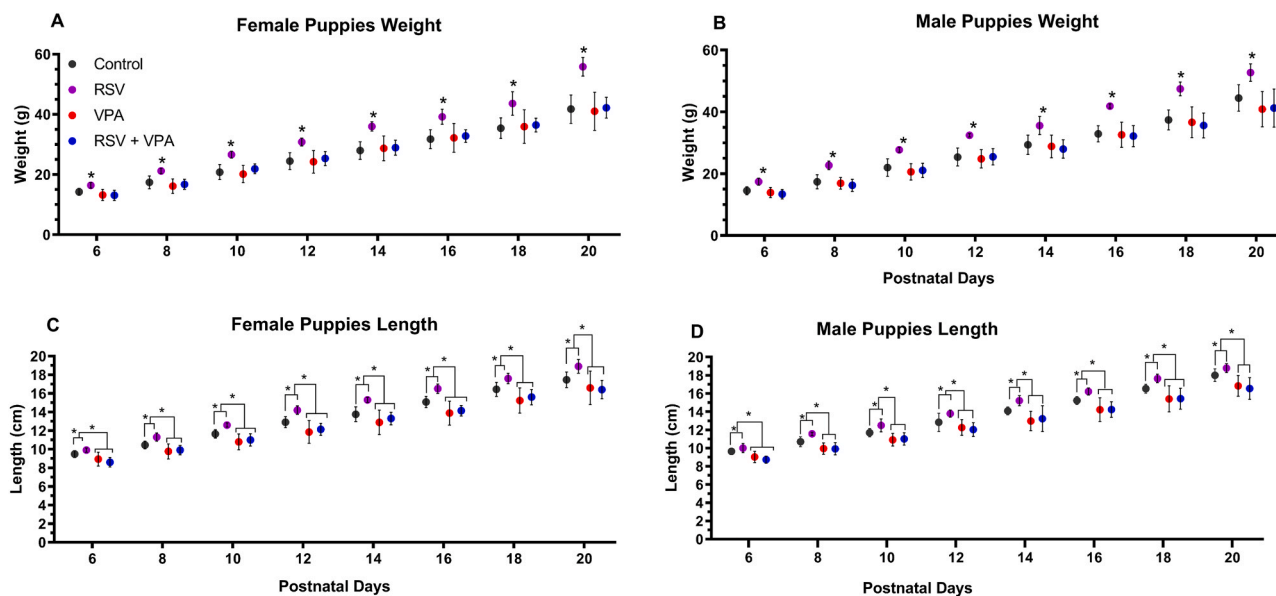 A
Female Puppies Weight
Control
RSV
VPA
RSV + VPA
Weight (g)
60
40
20
0
6 8 10 12 14 16 18 20
* * * * * * * *
B
Male Puppies Weight
Weight (g)
60
40
20
0
6 8 10 12 14 16 18 20
Postnatal Days
* * * * * * * *
C
Female Puppies Length
Length (cm)
20
18
16
14
12
10
8
6
4
2
0
6 8 10 12 14 16 18 20
Postnatal Days
* * * * * * * * * * * * * * * *
D
Male Puppies Length
Length (cm)
20
18
16
14
12
10
8
6
4
2
0
6 8 10 12 14 16 18 20
Postnatal Days
* * * * * * * * * * * * * * * *